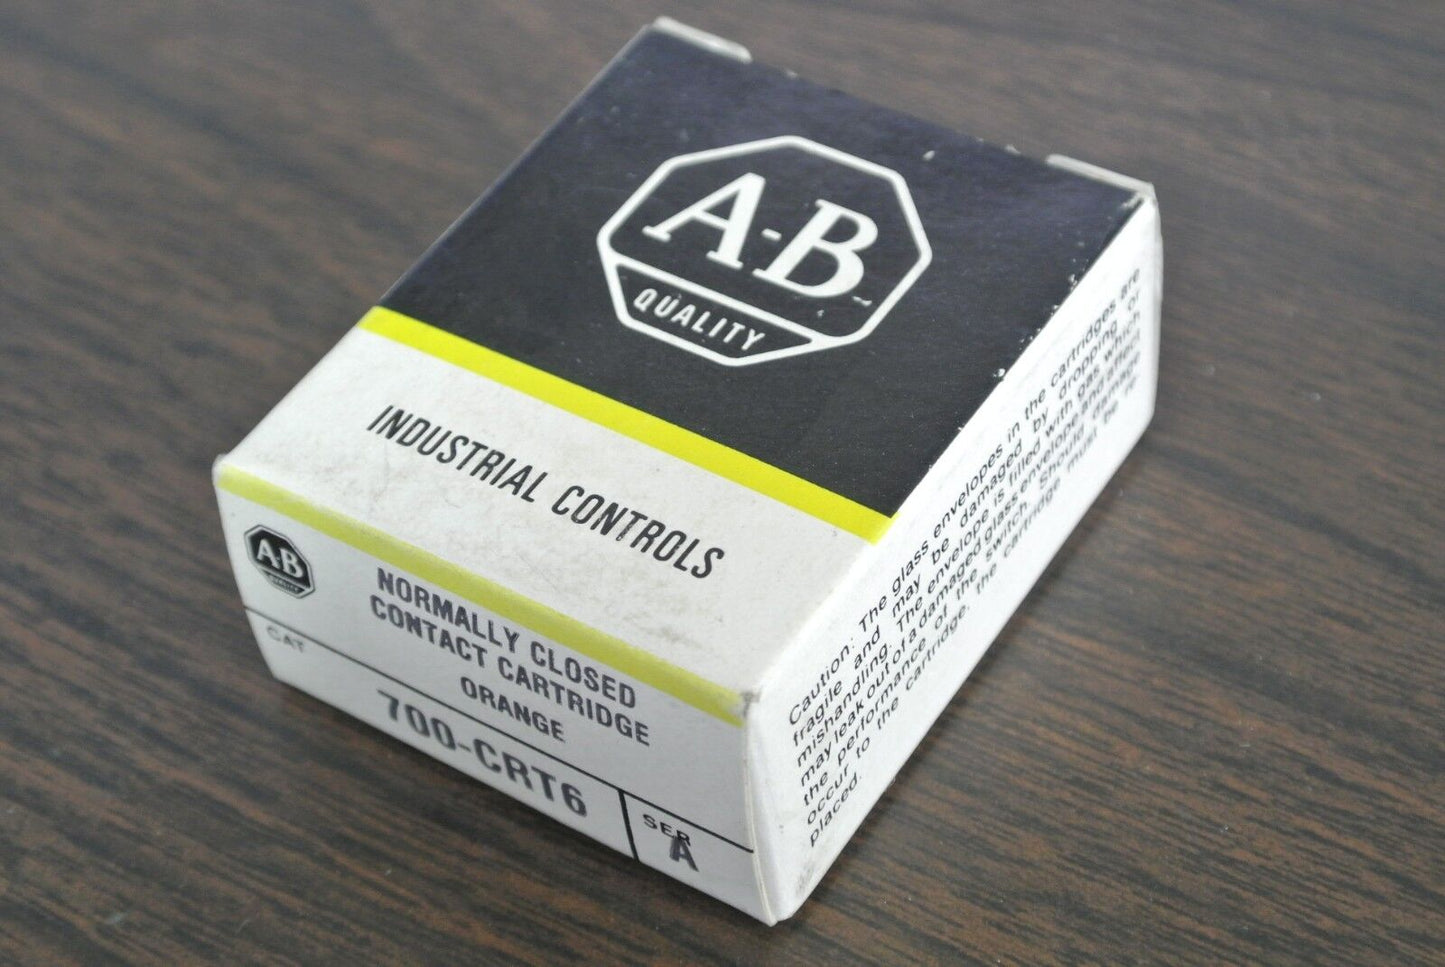 A-B
QUALITY
INDUSTRIAL CONTROLS
A-B
QUALITY
NORMALLY CLOSED
CONTACT CARTRIDGE
ORANGE
CAT
700-CRT6
SER
A
Caution: The glass envelopes in the cartridges are
fragile and may be damaged by dropping or
mishandling. The envelope is filled with gas which
may leak out of a damaged glass envelope and alter
the performance of the switch. Should damage
occur to the cartridge, the cartridge must be re-
placed.